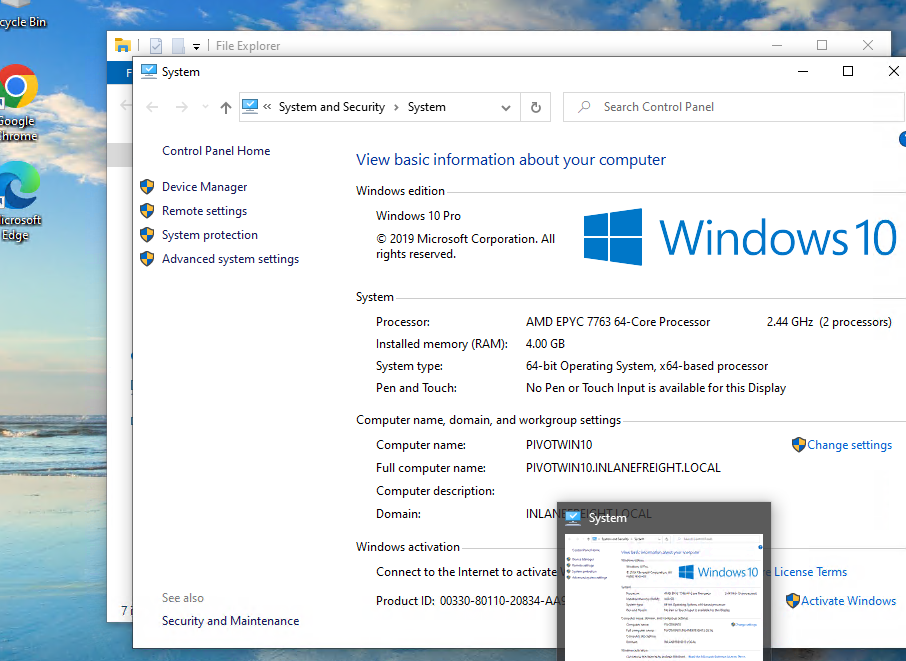 cycle Bin
File Explorer
F
System
Google
Chrome
« System and Security › System
Search Control Panel
Control Panel Home
View basic information about your computer
Device Manager
Windows edition
Microsoft
Edge
Remote settings
Windows 10 Pro
System protection
© 2019 Microsoft Corporation. All
rights reserved.
Windows 10
Advanced system settings
System
Processor: AMD EPYC 7763 64-Core Processor 2.44 GHz (2 processors)
Installed memory (RAM): 4.00 GB
System type: 64-bit Operating System, x64-based processor
Pen and Touch: No Pen or Touch Input is available for this Display
Computer name, domain, and workgroup settings
Computer name: PIVOTWIN10 Change settings
Full computer name: PIVOTWIN10.INLANEFREIGHT.LOCAL
Computer description:
Domain: INLANEFREIGHT.LOCAL
System
Windows activation
Connect to the Internet to activate
License Terms
See also
Product ID: 00330-80110-20834-AA
Activate Windows
7 i
Security and Maintenance
View basic information about your computer
Windows 10